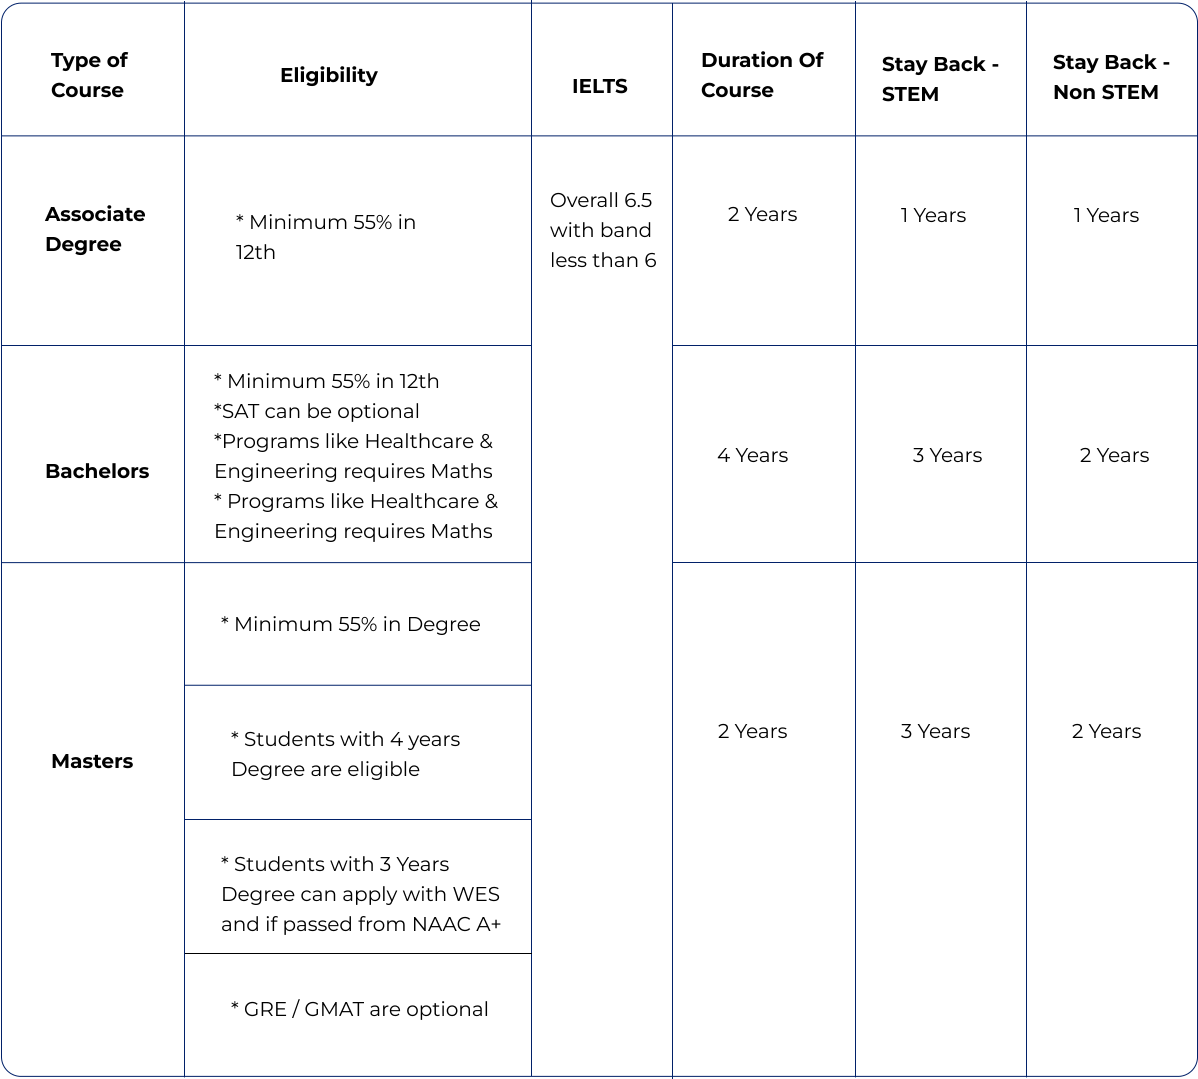 Type of
Course
Eligibility
IELTS
Duration Of
Course
Stay Back -
STEM
Stay Back -
Non STEM
Associate
Degree
* Minimum 55% in
12th
Overall 6.5
with band
less than 6
2 Years
1 Years
1 Years
Bachelors
* Minimum 55% in 12th
*SAT can be optional
*Programs like Healthcare &
Engineering requires Maths
* Programs like Healthcare &
Engineering requires Maths
4 Years
3 Years
2 Years
Masters
* Minimum 55% in Degree
* Students with 4 years
Degree are eligible
* Students with 3 Years
Degree can apply with WES
and if passed from NAAC A+
* GRE / GMAT are optional
2 Years
3 Years
2 Years